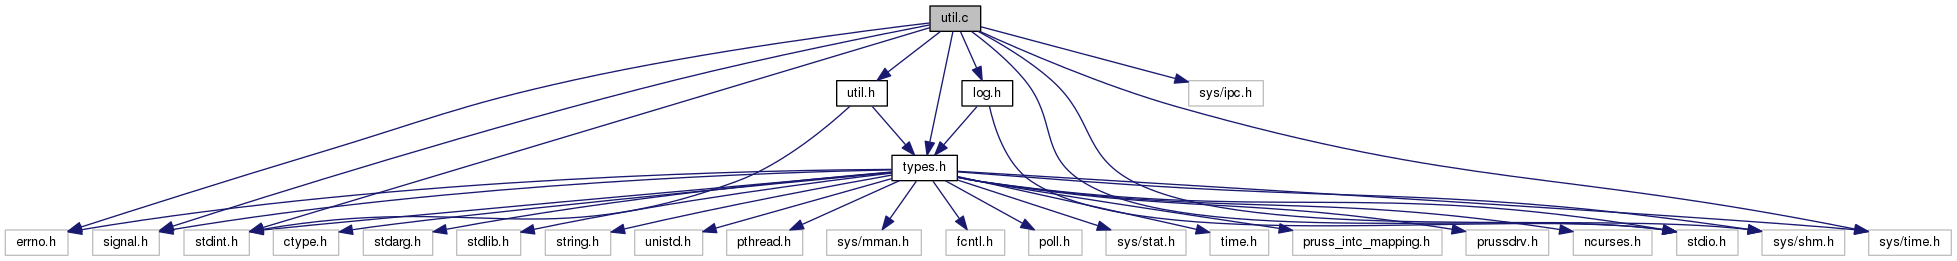 util.c
util.h
log.h
sys/ipc.h
types.h
errno.h
signal.h
stdint.h
ctype.h
stdarg.h
stdlib.h
string.h
unistd.h
pthread.h
sys/mman.h
fcntl.h
poll.h
sys/stat.h
time.h
pruss_intc_mapping.h
prussdrv.h
ncurses.h
stdio.h
sys/shm.h
sys/time.h